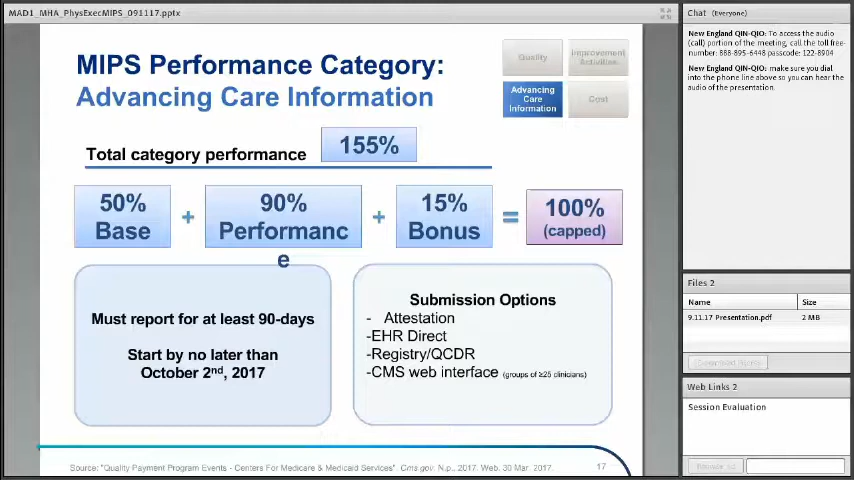 MAD1_MHA_PhysExecMIPS_091117.pptx
MIPS Performance Category:
Advancing Care Information
Quality
Improvement
Activities
Advancing
Care
Information
Cost
Total category performance 155%
50%
Base
+
90%
Performanc
e
+
15%
Bonus
=
100%
(capped)
Must report for at least 90-days
Start by no later than
October 2nd, 2017
Submission Options
- Attestation
-EHR Direct
-Registry/QCDR
-CMS web interface (groups of ≥25 clinicians)
Source: "Quality Payment Program Events - Centers For Medicare & Medicaid Services". Cms.gov. N.p., 2017. Web. 30 Mar. 2017.
17
Chat (Everyone)
New England QIN-QIO: To access the audio
(call) portion of the meeting, call the toll free-
number: 888-895-6448 passcode: 122-8904
New England QIN-QIO: make sure you dial
into the phone line above so you can hear the
audio of the presentation.
Files 2
Name Size
9.11.17 Presentation.pdf 2 MB
Web Links 2
Session Evaluation